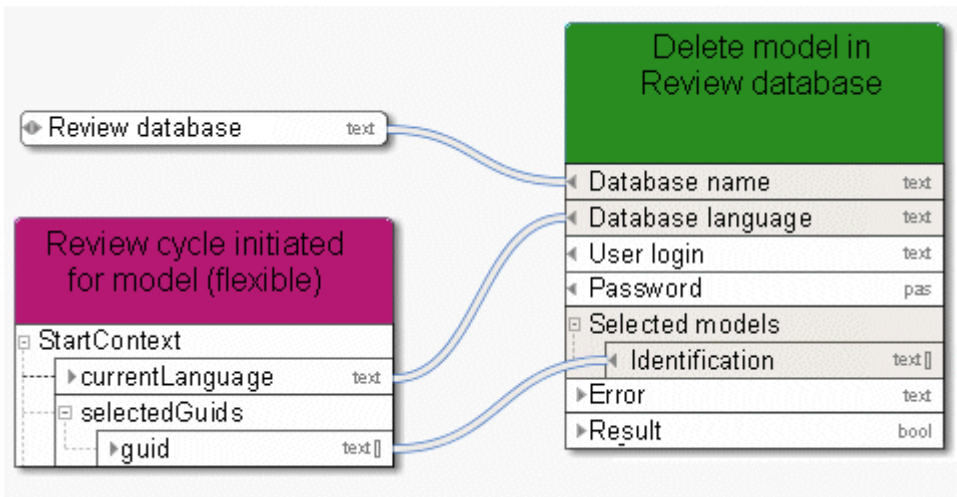 Review database text
Review cycle initiated
for model (flexible)
StartContext
currentLanguage text
selectedGuids
guid text[]
Delete model in
Review database
Database name text
Database language text
User login text
Password pas
Selected models
Identification text[]
Error text
Result bool